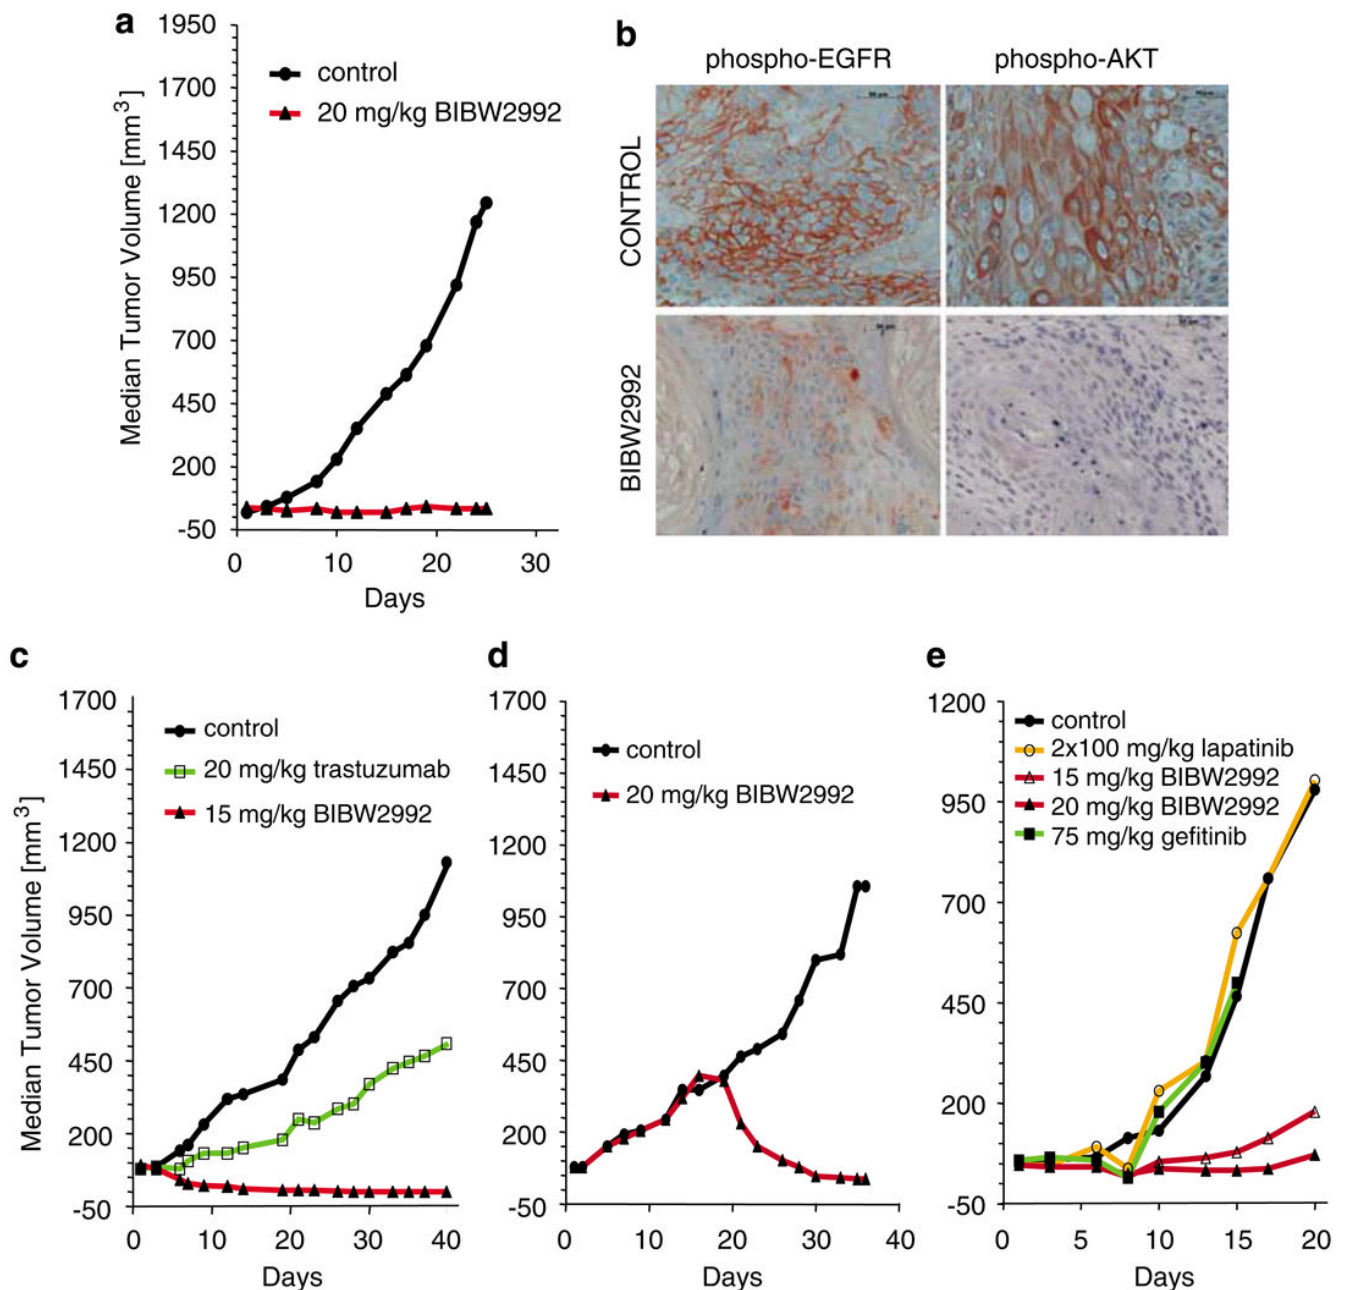 a
1950
1700
1450
1200
950
700
450
200
-50
Median Tumor Volume [mm3]
control
20 mg/kg BIBW2992
0 10 20 30
Days
b
phospho-EGFR phospho-AKT
CONTROL
BIBW2992
c
1700
1450
1200
950
700
450
200
-50
Median Tumor Volume [mm3]
control
20 mg/kg trastuzumab
15 mg/kg BIBW2992
0 10 20 30 40
Days
d
1700
1450
1200
950
700
450
200
-50
control
20 mg/kg BIBW2992
0 10 20 30 40
Days
e
1200
950
700
450
200
-50
control
2x100 mg/kg lapatinib
15 mg/kg BIBW2992
20 mg/kg BIBW2992
75 mg/kg gefitinib
0 5 10 15 20
Days